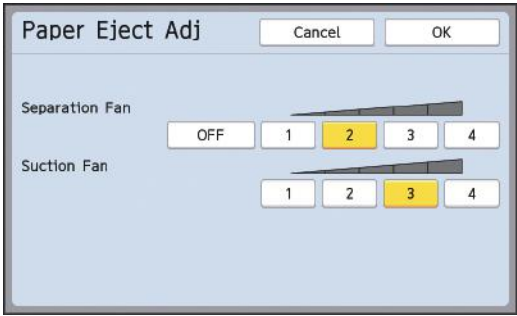 Paper Eject Adj Cancel OK
Separation Fan
OFF 1 2 3 4
Suction Fan
1 2 3 4